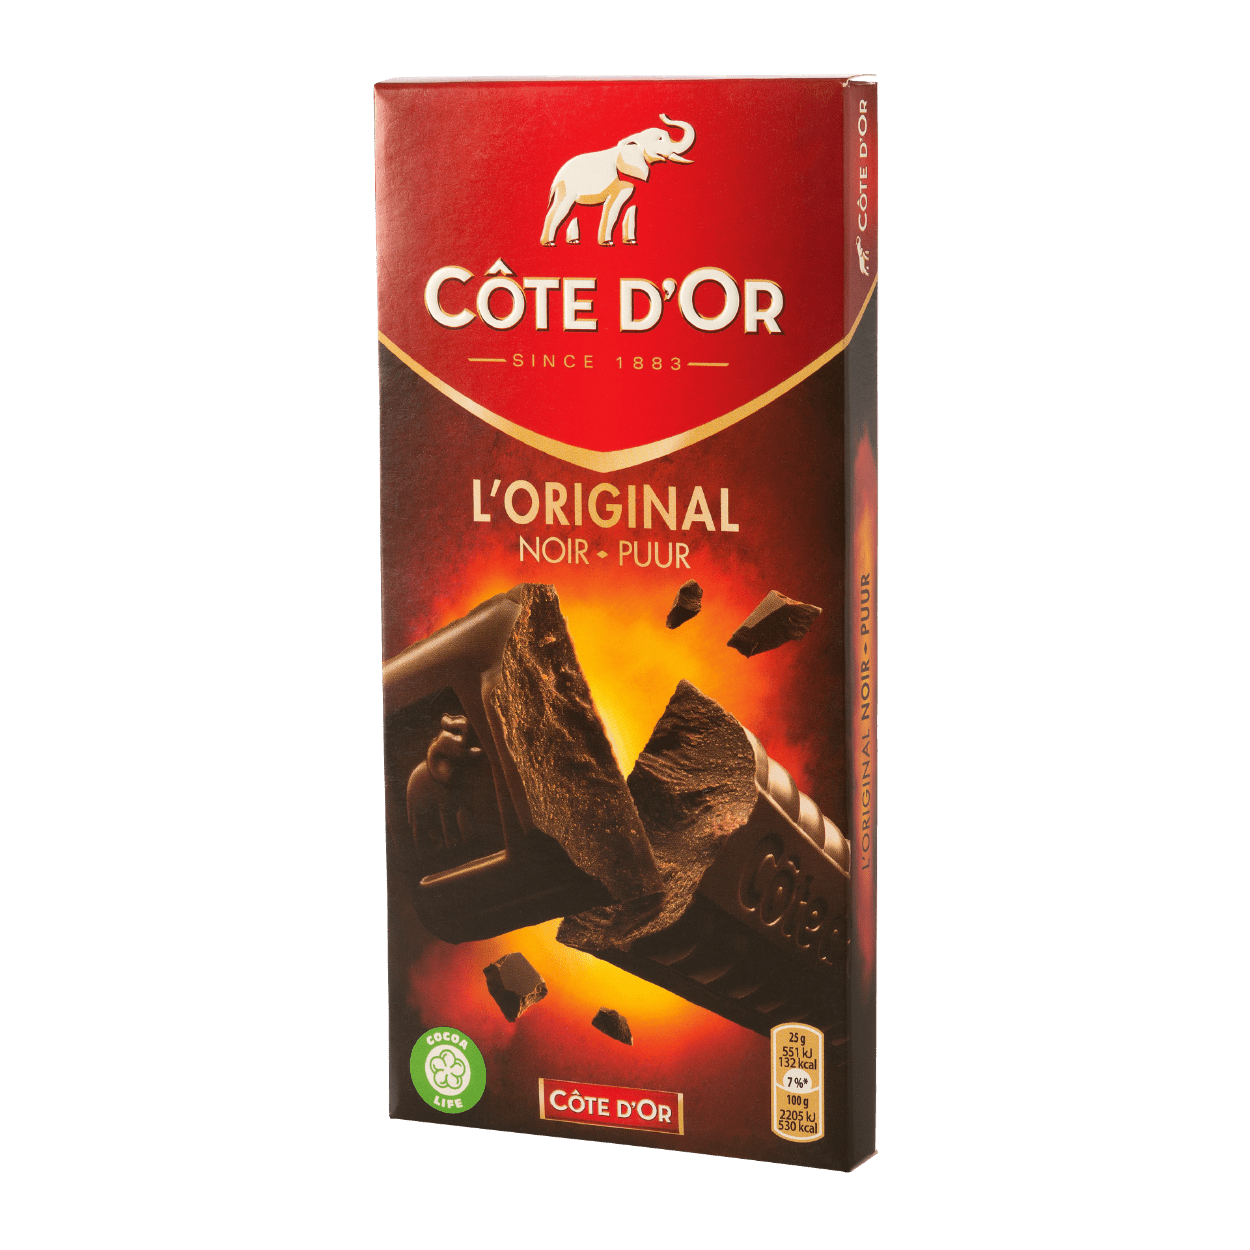 CÔTE D'OR
SINCE 1883
L'ORIGINAL
NOIR • PUUR
Côted
COCOA
LIFE
CÔTE D'OR
25 g
551 kJ
132 kcal
7 %*
100 g
2205 kJ
530 kcal
CÔTE D'OR
L'ORIGINAL NOIR • PUUR